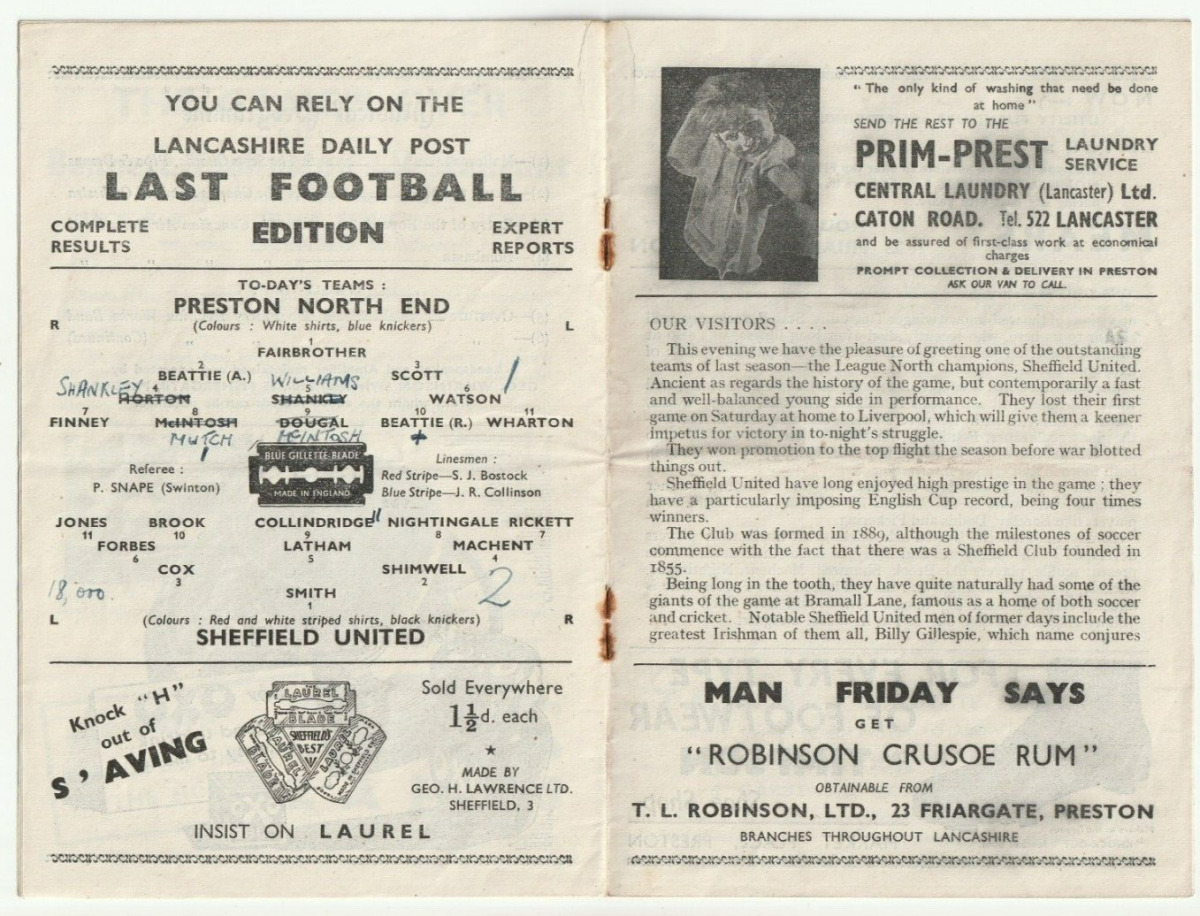 YOU CAN RELY ON THE
LANCASHIRE DAILY POST
LAST FOOTBALL
COMPLETE RESULTS
EDITION
EXPERT REPORTS
TO-DAY'S TEAMS :
PRESTON NORTH END
R (Colours : White shirts, blue knickers) L
1
FAIRBROTHER
2 3
BEATTIE (A.) WILLIAMS SCOTT /
SHANKLEY 4 5 6
HORTON SHANKLEY WATSON
7 8 9 10 11
FINNEY McINTOSH DOUGAL BEATTIE (R.) WHARTON
MUTCH McINTOSH
BLUE GILLETTE BLADE
MADE IN ENGLAND
Referee :
P. SNAPE (Swinton)
Linesmen :
Red Stripe—S. J. Bostock
Blue Stripe—J. R. Collinson
JONES BROOK COLLINDRIDGE " NIGHTINGALE RICKETT
11 10 9 8 7
FORBES LATHAM MACHENT
6 5 4
COX SHIMWELL
3 2
18,000 SMITH 2
1
L (Colours : Red and white striped shirts, black knickers) R
SHEFFIELD UNITED
Knock "H"
out of
S'AVING
LAUREL
BLADE
LAUREL
BLADE
SHEFFIELD'S
BEST
LAUREL
Sold Everywhere
1½d. each
★
MADE BY
GEO. H. LAWRENCE LTD.
SHEFFIELD, 3
INSIST ON LAUREL
" The only kind of washing that need be done
at home "
SEND THE REST TO THE
PRIM-PREST LAUNDRY SERVICE
CENTRAL LAUNDRY (Lancaster) Ltd.
CATON ROAD. Tel. 522 LANCASTER
and be assured of first-class work at economical
charges
PROMPT COLLECTION & DELIVERY IN PRESTON
ASK OUR VAN TO CALL.
OUR VISITORS . . . .
This evening we have the pleasure of greeting one of the outstanding
teams of last season—the League North champions, Sheffield United.
Ancient as regards the history of the game, but contemporarily a fast
and well-balanced young side in performance. They lost their first
game on Saturday at home to Liverpool, which will give them a keener
impetus for victory in to-night's struggle.
They won promotion to the top flight the season before war blotted
things out.
Sheffield United have long enjoyed high prestige in the game ; they
have a particularly imposing English Cup record, being four times
winners.
The Club was formed in 1889, although the milestones of soccer
commence with the fact that there was a Sheffield Club founded in
1855.
Being long in the tooth, they have quite naturally had some of the
giants of the game at Bramall Lane, famous as a home of both soccer
and cricket. Notable Sheffield United men of former days include the
greatest Irishman of them all, Billy Gillespie, which name conjures
MAN FRIDAY SAYS
GET
"ROBINSON CRUSOE RUM"
OBTAINABLE FROM
T. L. ROBINSON, LTD., 23 FRIARGATE, PRESTON
BRANCHES THROUGHOUT LANCASHIRE